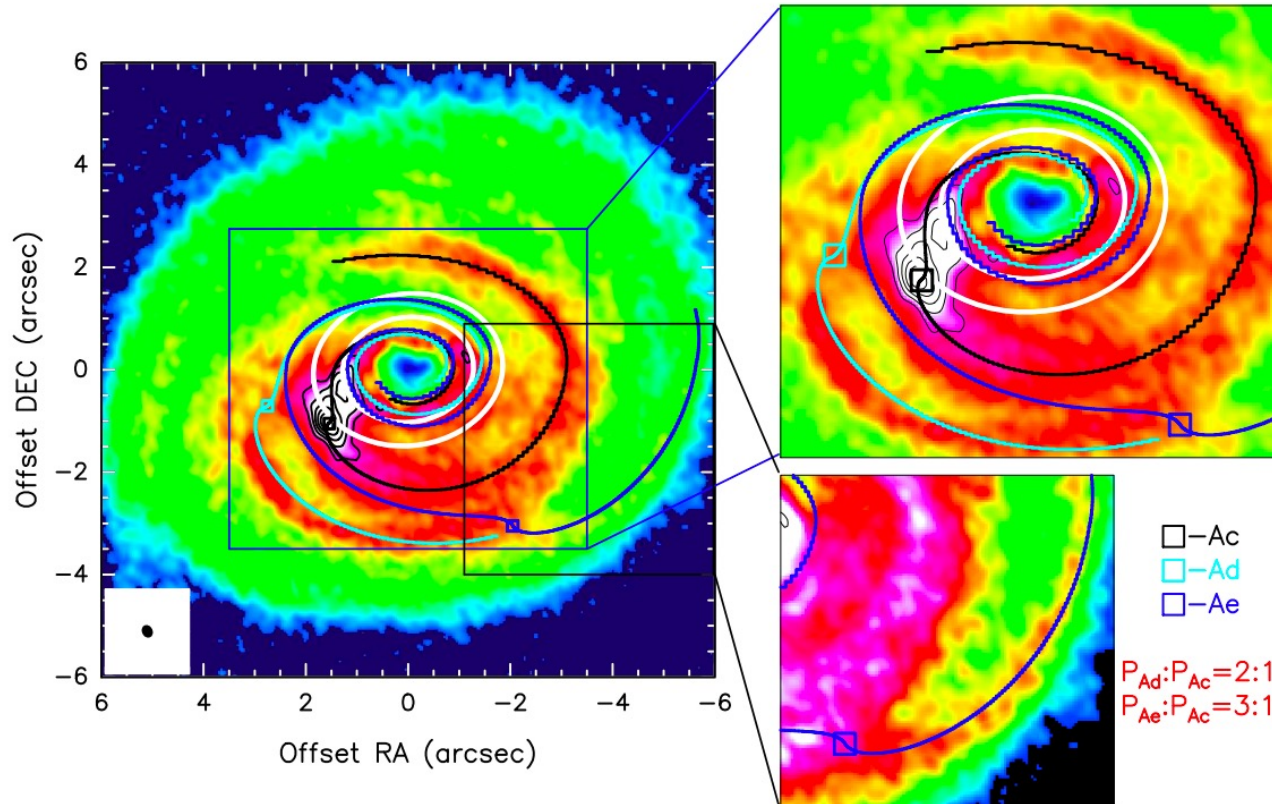 6
4
2
0
−2
−4
−6
6
4
2
0
−2
−4
−6
Offset DEC (arcsec)
Offset RA (arcsec)
□−Ac
□−Ad
□−Ae
P_Ad:P_Ac=2:1
P_Ae:P_Ac=3:1